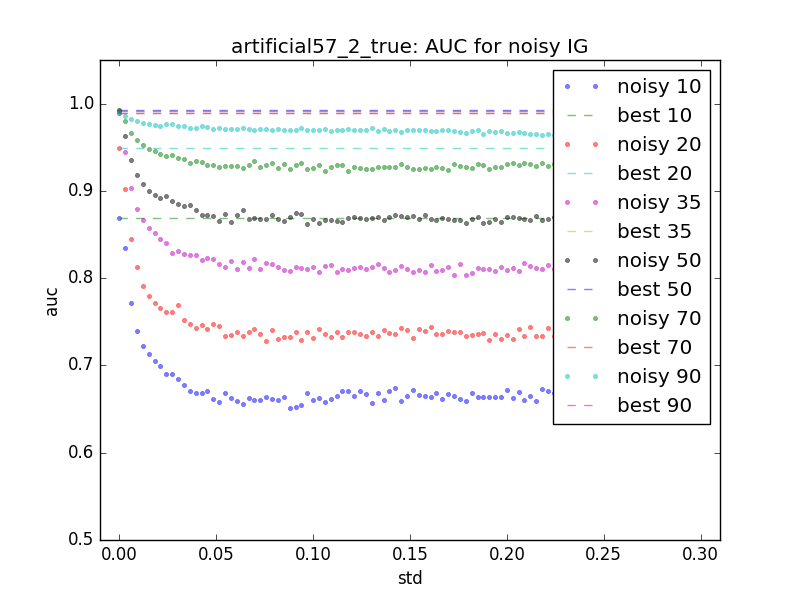 artificial57_2_true: AUC for noisy IG
1.0
0.9
0.8
0.7
0.6
0.5
auc
0.00
0.05
0.10
0.15
0.20
0.25
0.30
std
noisy 10
best 10
noisy 20
best 20
noisy 35
best 35
noisy 50
best 50
noisy 70
best 70
noisy 90
best 90